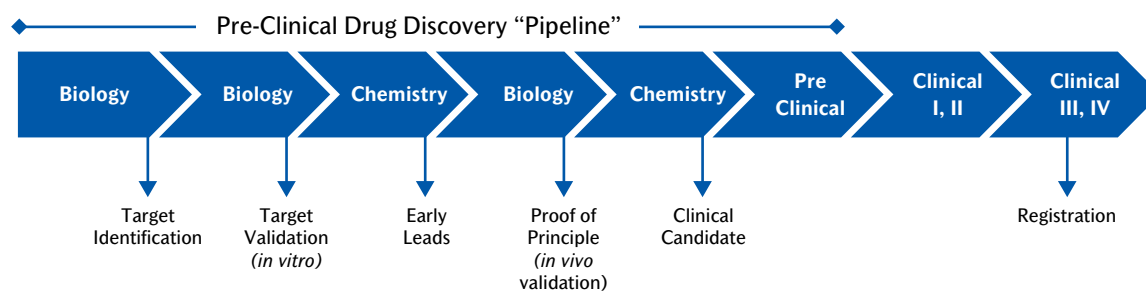 Pre-Clinical Drug Discovery “Pipeline”
Biology
Biology
Chemistry
Biology
Chemistry
Pre
Clinical
Clinical
I, II
Clinical
III, IV
Target
Identification
Target
Validation
(in vitro)
Early
Leads
Proof of
Principle
(in vivo
validation)
Clinical
Candidate
Registration